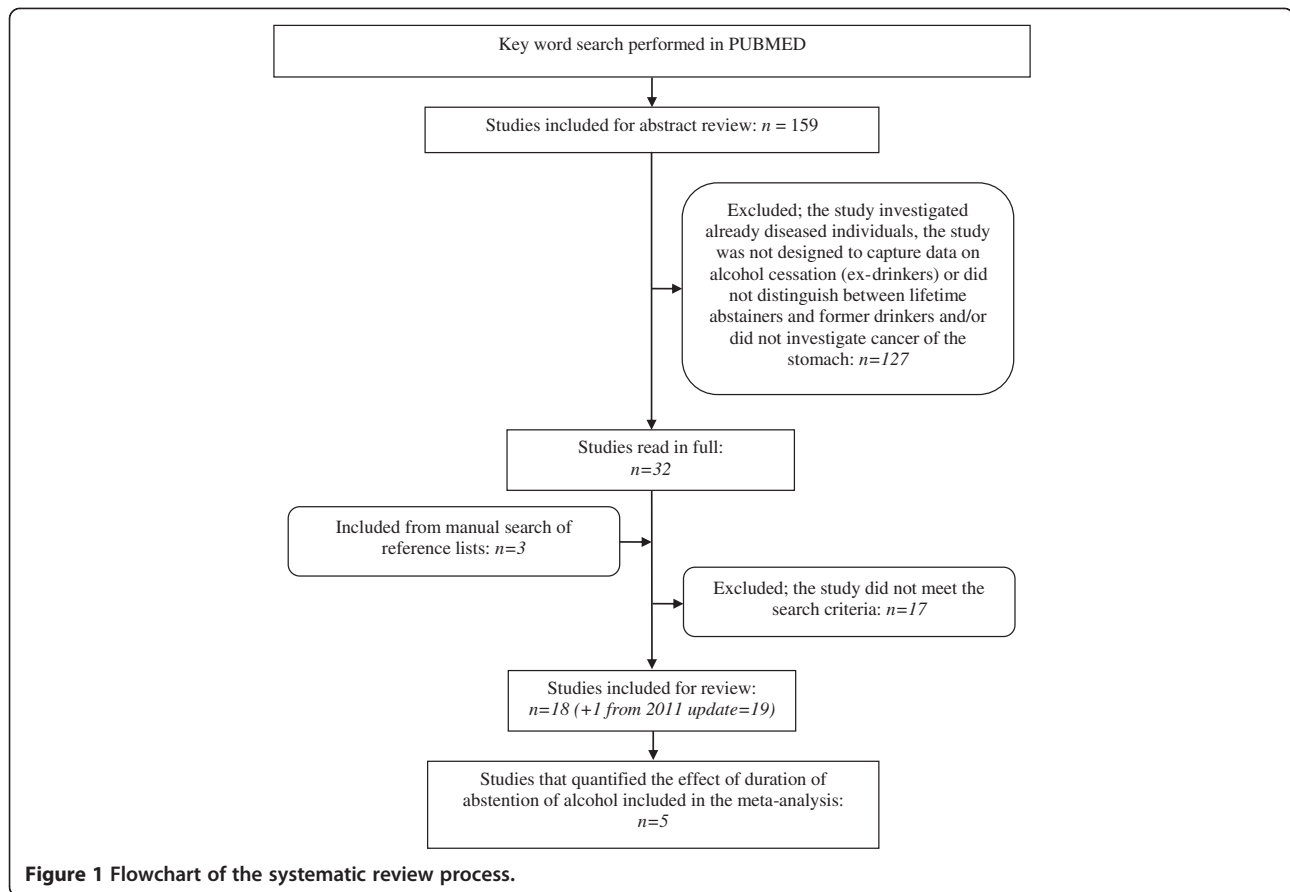 Key word search performed in PUBMED
Studies included for abstract review: n = 159
Excluded; the study investigated
already diseased individuals, the study
was not designed to capture data on
alcohol cessation (ex-drinkers) or did
not distinguish between lifetime
abstainers and former drinkers and/or
did not investigate cancer of the
stomach: n=127
Studies read in full:
n=32
Included from manual search of
reference lists: n=3
Excluded; the study did not meet the
search criteria: n=17
Studies included for review:
n=18 (+1 from 2011 update=19)
Studies that quantified the effect of duration of
abstention of alcohol included in the meta-analysis:
n=5
Figure 1 Flowchart of the systematic review process.